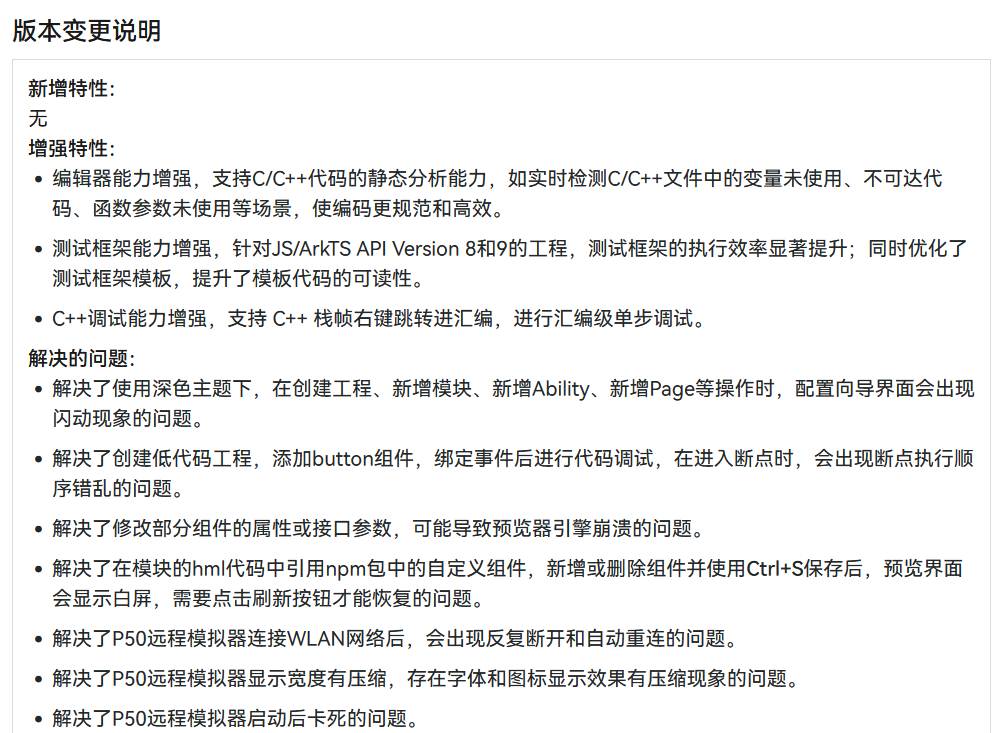 版本变更说明
新增特性：
无
增强特性：
• 编辑器能力增强，支持C/C++代码的静态分析能力，如实时检测C/C++文件中的变量未使用、不可达代
码、函数参数未使用等场景，使编码更规范和高效。
• 测试框架能力增强，针对JS/ArkTS API Version 8和9的工程，测试框架的执行效率显著提升；同时优化了
测试框架模板，提升了模板代码的可读性。
• C++调试能力增强，支持 C++ 栈帧右键跳转进汇编，进行汇编级单步调试。
解决的问题：
• 解决了使用深色主题下，在创建工程、新增模块、新增Ability、新增Page等操作时，配置向导界面会出现
闪动现象的问题。
• 解决了创建低代码工程，添加button组件，绑定事件后进行代码调试，在进入断点时，会出现断点执行顺
序错乱的问题。
• 解决了修改部分组件的属性或接口参数，可能导致预览器引擎崩溃的问题。
• 解决了在模块的hml代码中引用npm包中的自定义组件，新增或删除组件并使用Ctrl+S保存后，预览界面
会显示白屏，需要点击刷新按钮才能恢复的问题。
• 解决了P50远程模拟器连接WLAN网络后，会出现反复断开和自动重连的问题。
• 解决了P50远程模拟器显示宽度有压缩，存在字体和图标显示效果有压缩现象的问题。
• 解决了P50远程模拟器启动后卡死的问题。